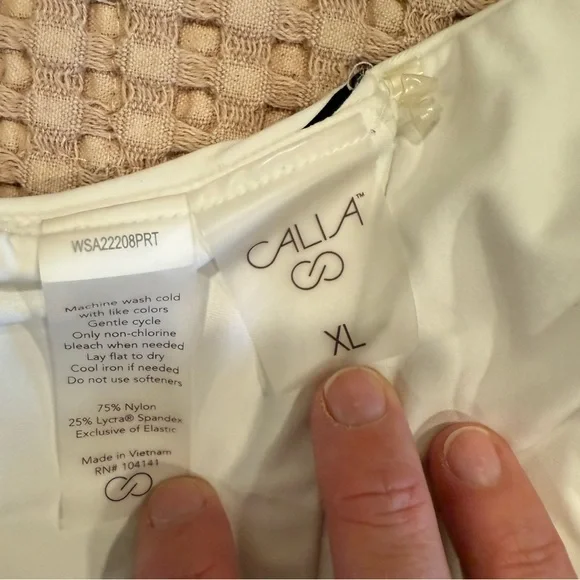 WSA22208PRT
Machine wash cold
with like colors
Gentle cycle
Only non-chlorine
bleach when needed
Lay flat to dry
Cool iron if needed
Do not use softeners
75% Nylon
25% Lycra® Spandex
Exclusive of Elastic
Made in Vietnam
RN# 104141
CALIA™
XL